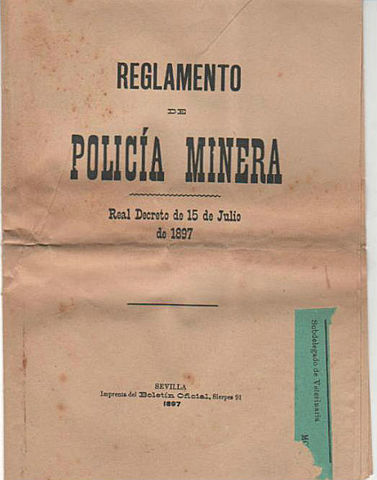 REGLAMENTO
DE
POLICÍA MINERA
Real Decreto de 15 de Julio
de 1897
SEVILLA
Imprenta del Boletín Oficial, Sierpes 91
1897
Subdelegado de Veterinaria